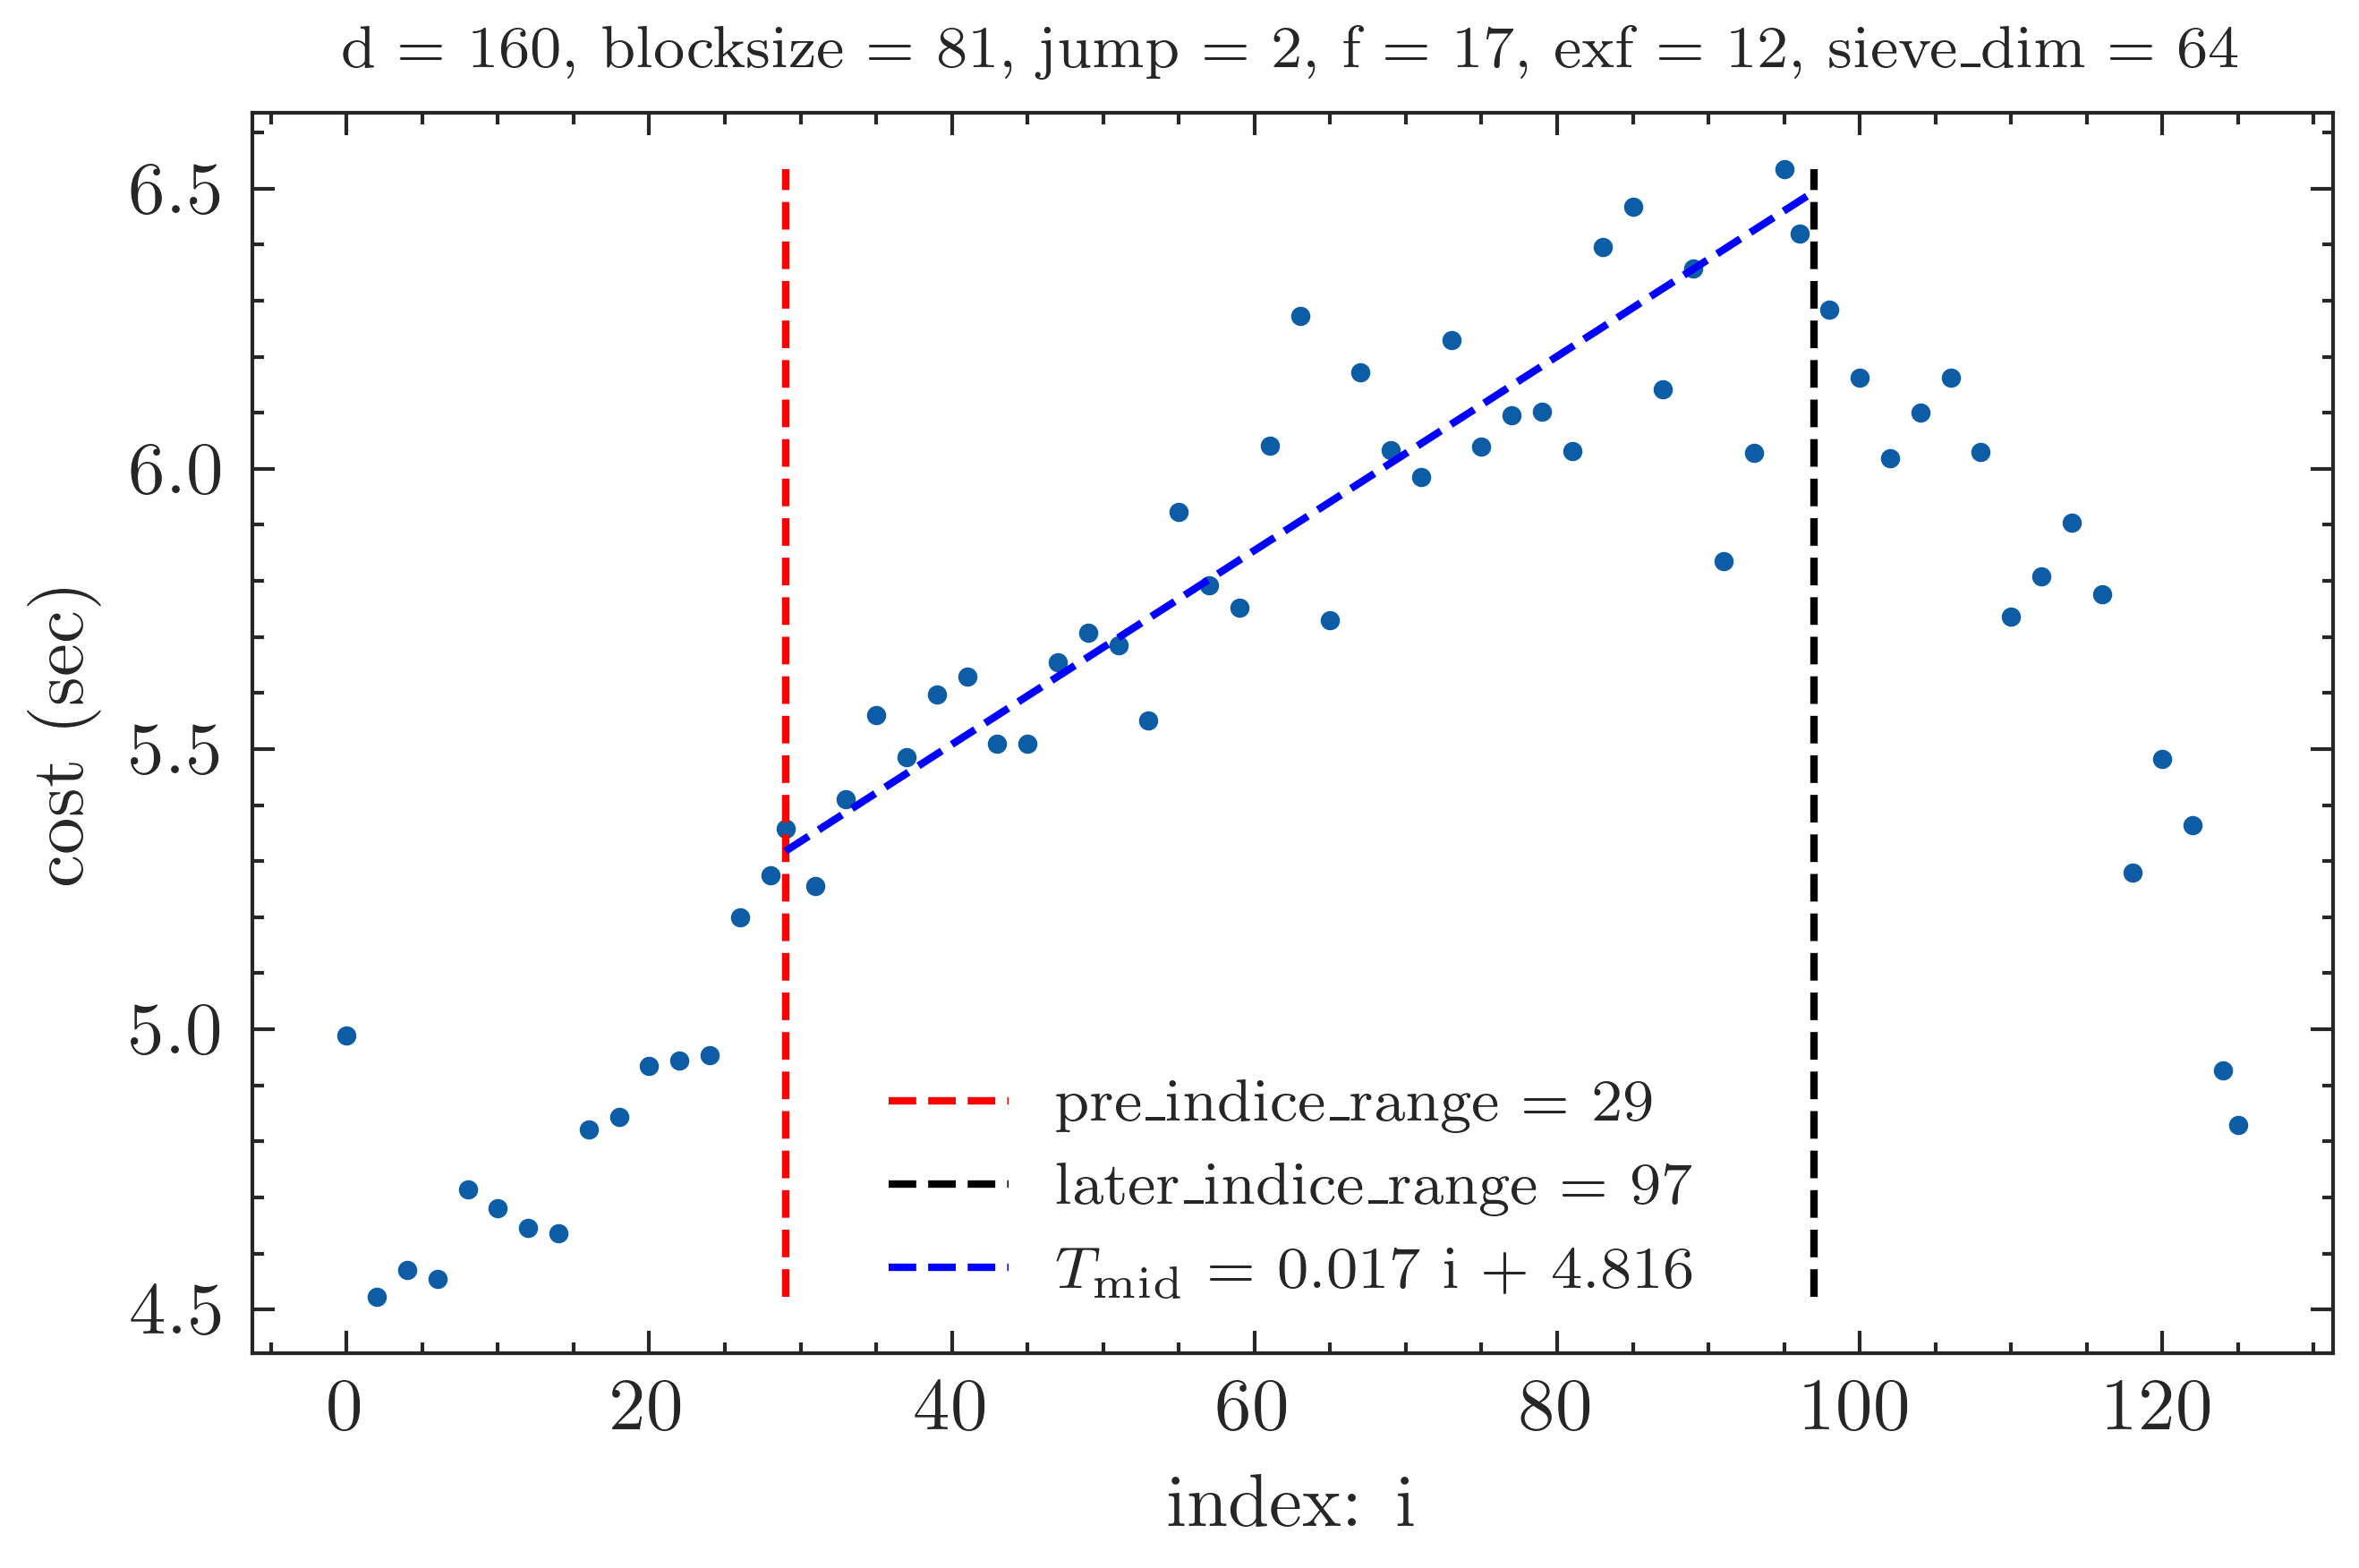 d = 160, blocksize = 81, jump = 2, f = 17, exf = 12, sieve_dim = 64
cost (sec)
6.5
6.0
5.5
5.0
4.5
pre_indice_range = 29
later_indice_range = 97
T_mid = 0.017 i + 4.816
0 20 40 60 80 100 120
index: i